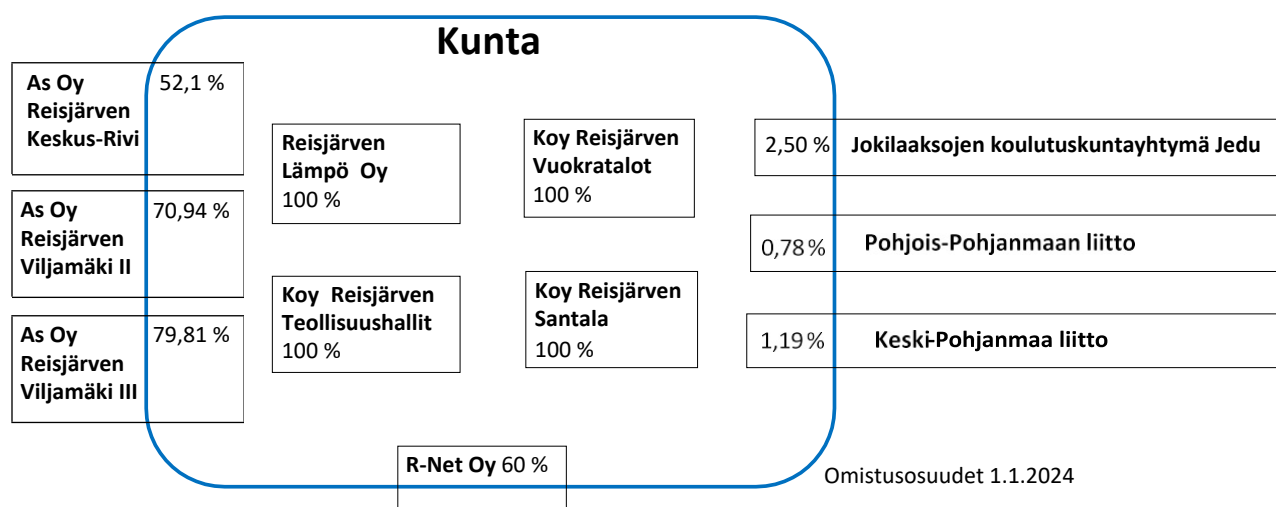 Kunta
As Oy
Reisjärven
Keskus-Rivi
52,1 %
As Oy
Reisjärven
Viljamäki II
70,94 %
As Oy
Reisjärven
Viljamäki III
79,81 %
Reisjärven
Lämpö Oy
100 %
Koy Reisjärven
Vuokratalot
100 %
Koy Reisjärven
Teollisuushallit
100 %
Koy Reisjärven
Santala
100 %
2,50 % Jokilaaksojen koulutuskuntayhtymä Jedu
0,78 % Pohjois-Pohjanmaan liitto
1,19 % Keski-Pohjanmaa liitto
R-Net Oy 60 %
Omistusosuudet 1.1.2024